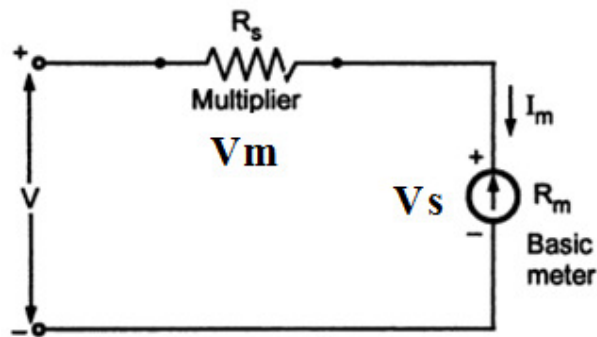 Rs
+
Multiplier
Im
Vm
+
V
Vs
Rm
−
Basic
meter
−